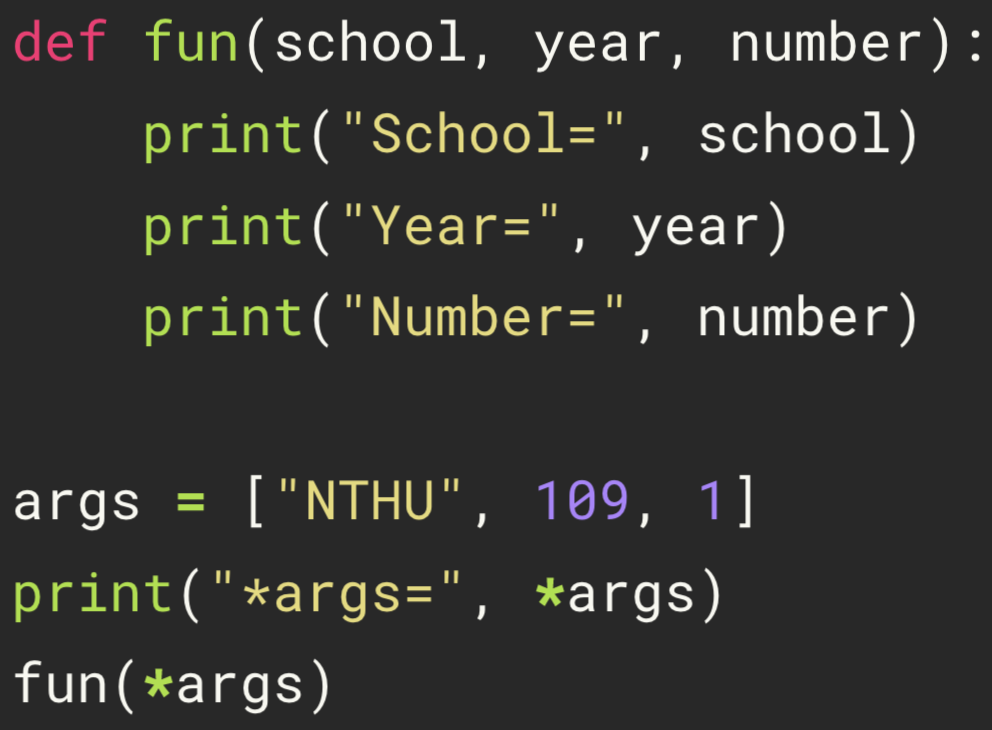 def fun(school, year, number):
    print("School=", school)
    print("Year=", year)
    print("Number=", number)

args = ["NTHU", 109, 1]
print("*args=", *args)
fun(*args)